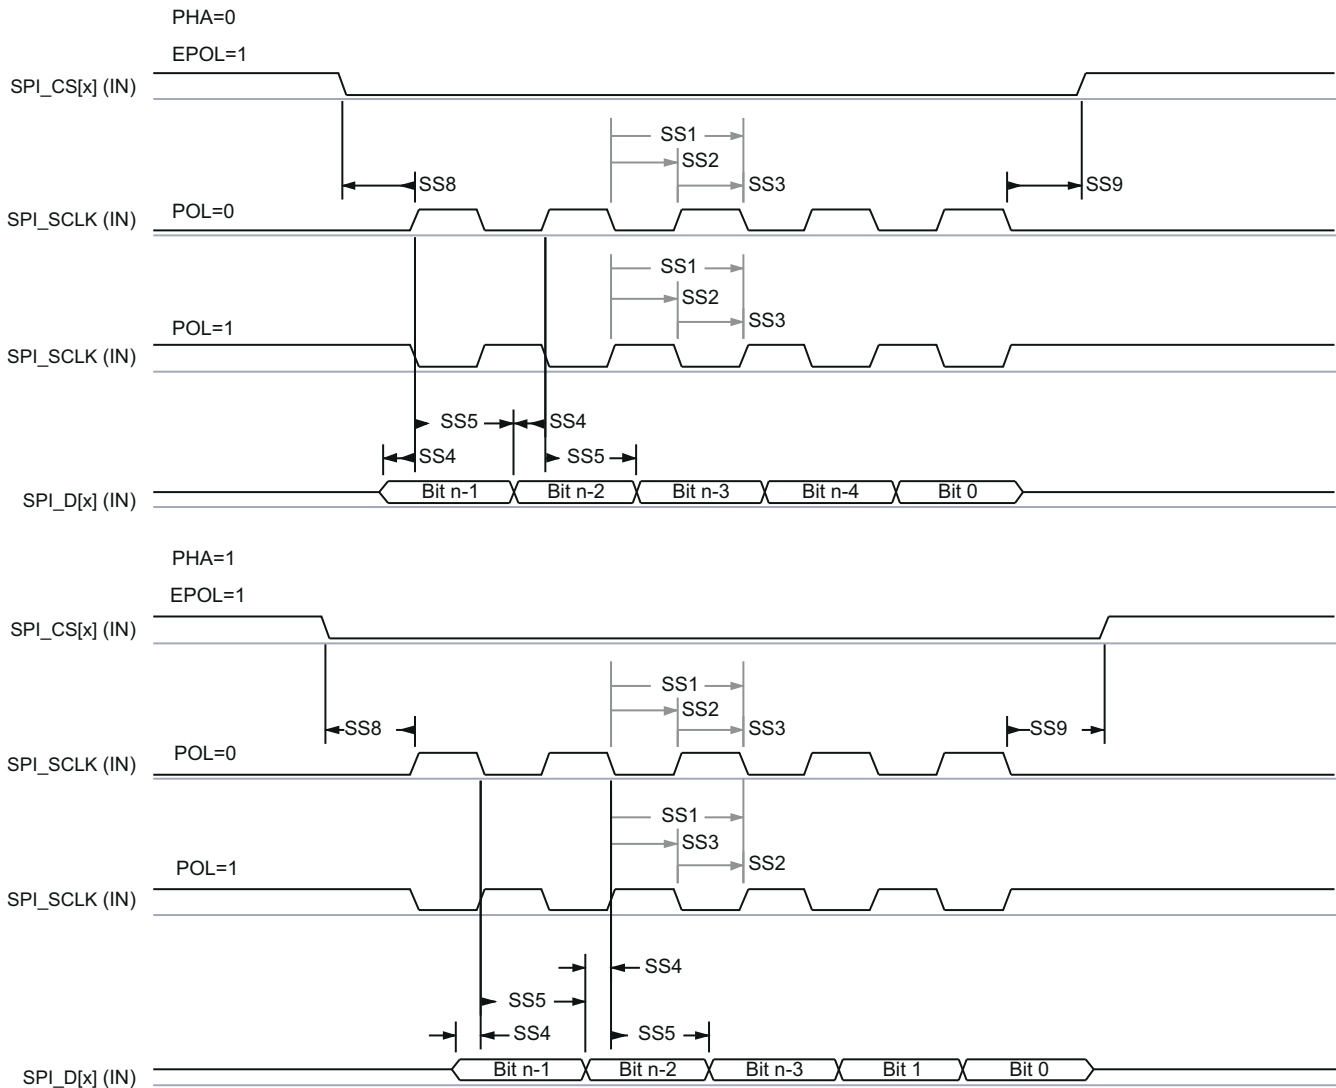 PHA=0
EPOL=1
SPI_CS[x] (IN)
SS1
SS2
SS8
SS3
SS9
POL=0
SPI_SCLK (IN)
SS1
SS2
SS3
POL=1
SPI_SCLK (IN)
SS5
SS4
SS4
SS5
SPI_D[x] (IN)
Bit n-1
Bit n-2
Bit n-3
Bit n-4
Bit 0
PHA=1
EPOL=1
SPI_CS[x] (IN)
SS1
SS2
SS8
SS3
SS9
POL=0
SPI_SCLK (IN)
SS1
SS3
SS2
POL=1
SPI_SCLK (IN)
SS4
SS5
SS4
SS5
SPI_D[x] (IN)
Bit n-1
Bit n-2
Bit n-3
Bit 1
Bit 0